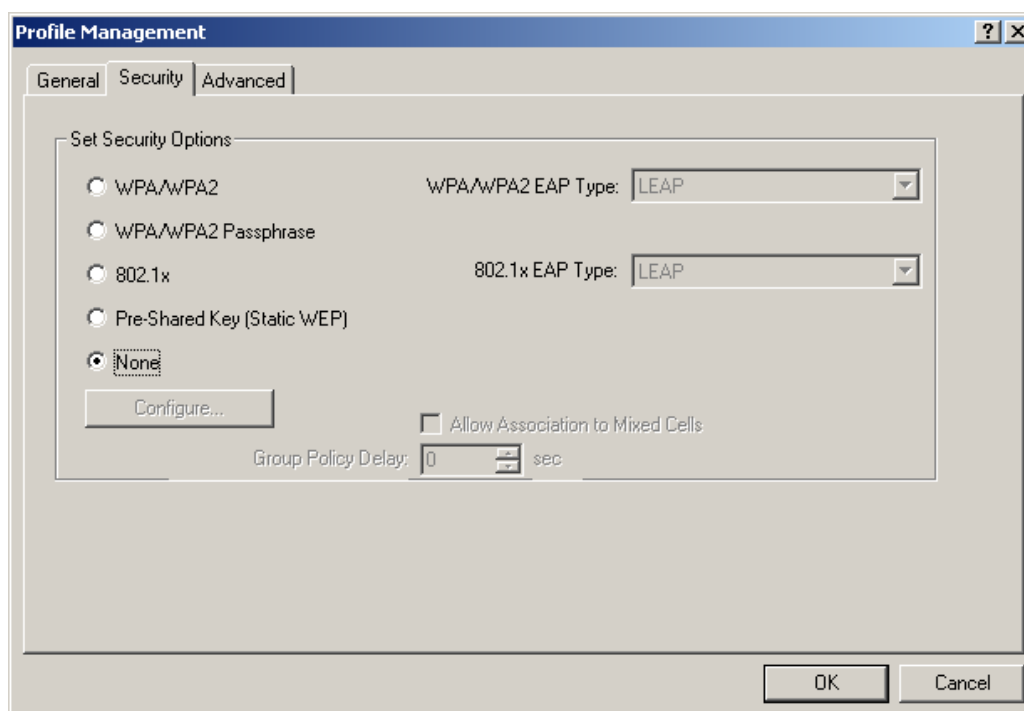 Profile Management
General Security Advanced
Set Security Options
WPA/WPA2 WPA/WPA2 EAP Type: LEAP
WPA/WPA2 Passphrase
802.1x 802.1x EAP Type: LEAP
Pre-Shared Key (Static WEP)
None
Configure...
Allow Association to Mixed Cells
Group Policy Delay: 0 sec
OK Cancel